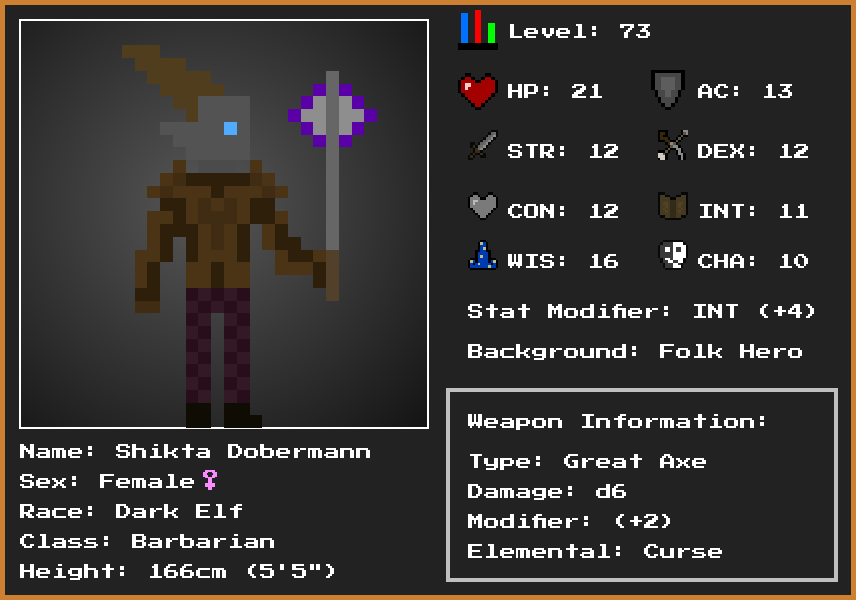 Level: 73
HP: 21
AC: 13
STR: 12
DEX: 12
CON: 12
INT: 11
WIS: 16
CHA: 10
Stat Modifier: INT (+4)
Background: Folk Hero
Weapon Information:
Type: Great Axe
Damage: d6
Modifier: (+2)
Elemental: Curse
Name: Shikta Dobermann
Sex: Female♀
Race: Dark Elf
Class: Barbarian
Height: 166cm (5'5")